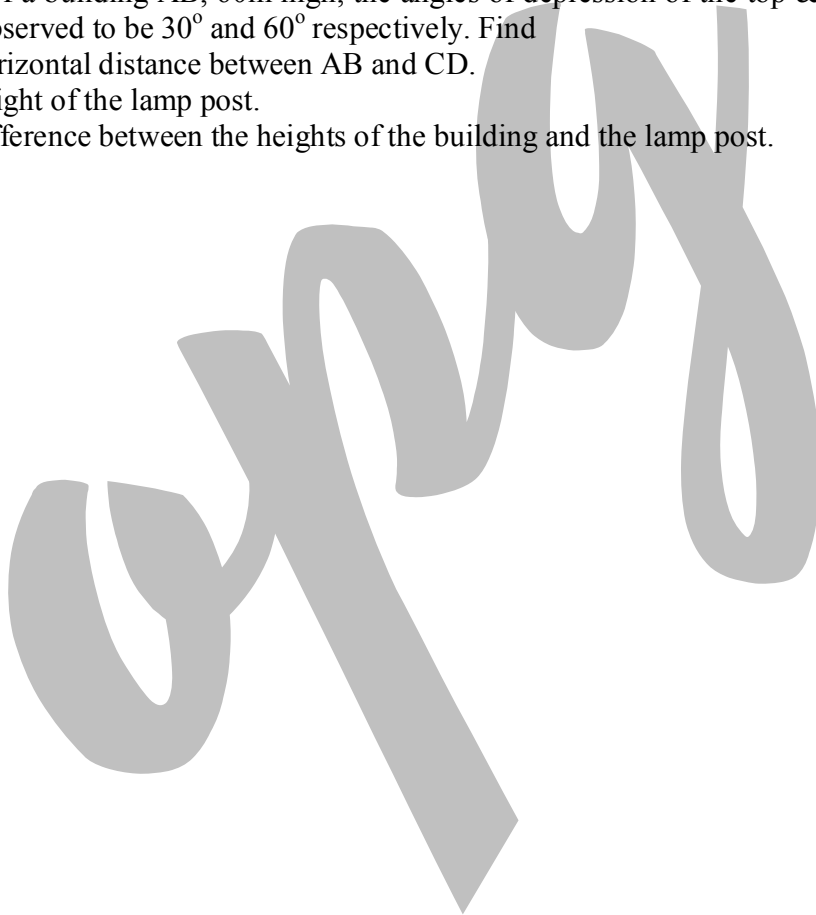 a building AB, 60m high, the angles of depression of the top
bserved to be 30° and 60° respectively. Find
rizontal distance between AB and CD.
ight of the lamp post.
fference between the heights of the building and the lamp post.
opy